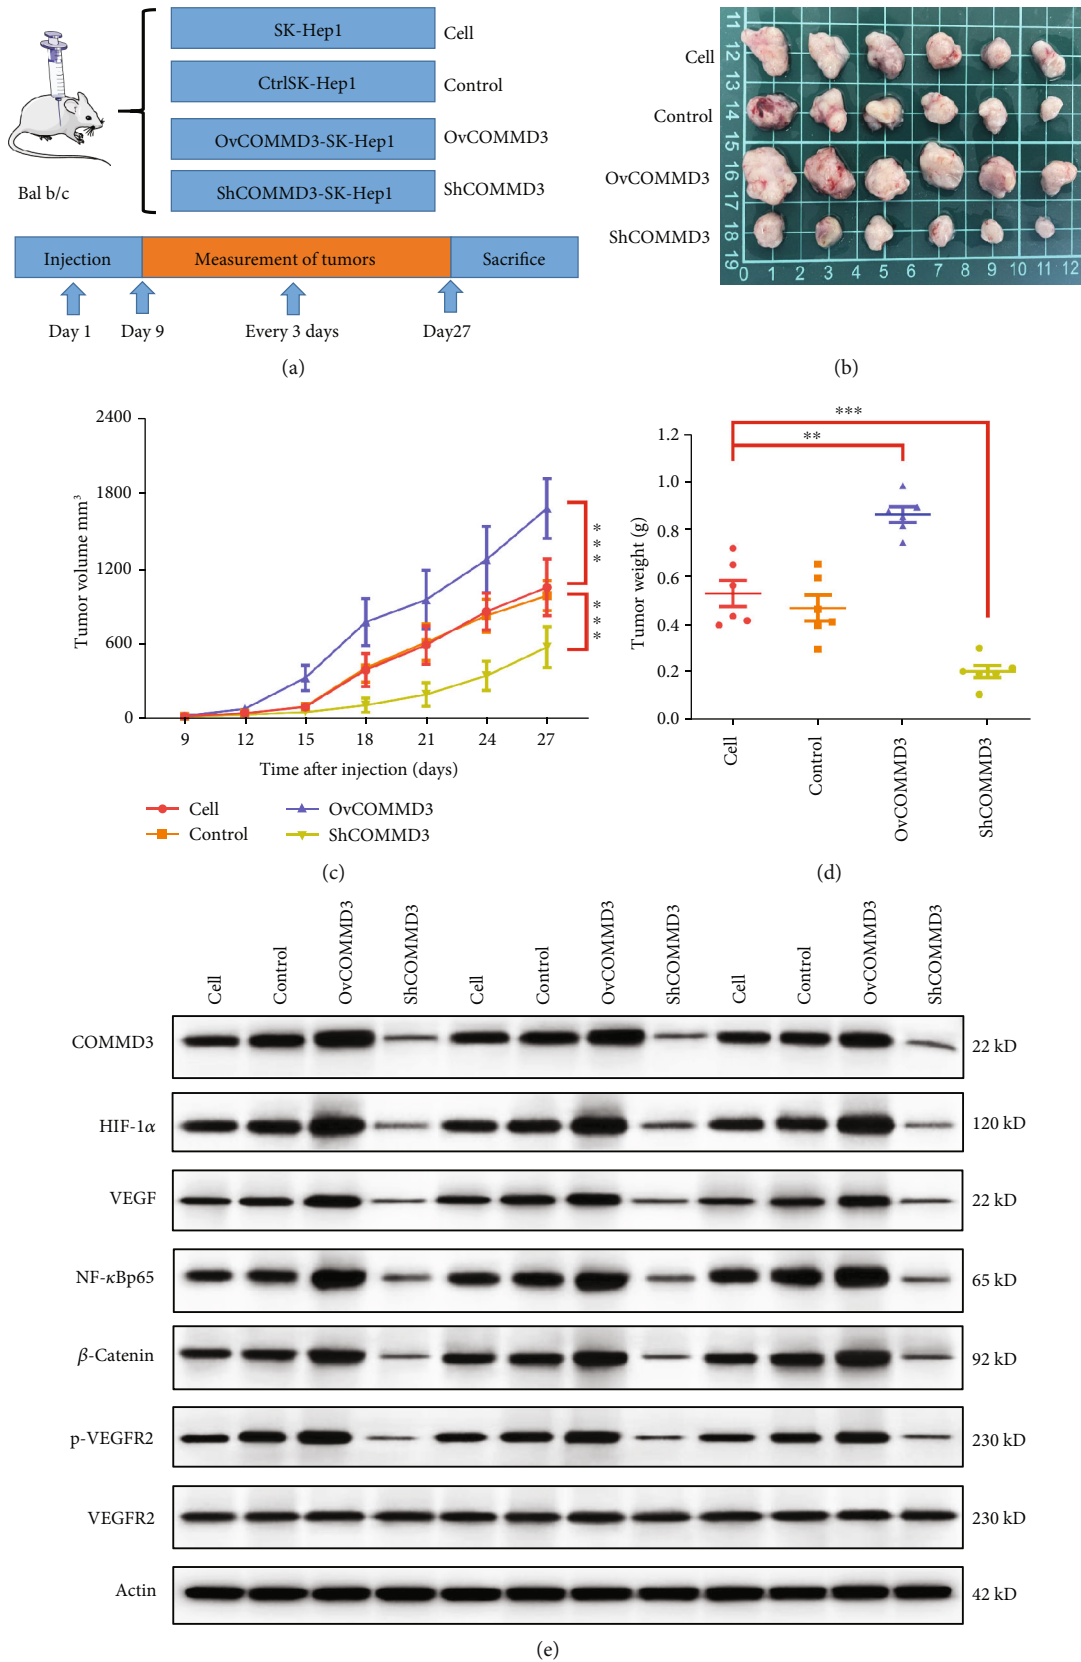 SK-Hep1
Cell
CtrlSK-Hep1
Control
OvCOMMD3-SK-Hep1
OvCOMMD3
ShCOMMD3-SK-Hep1
ShCOMMD3
Bal b/c
Injection
Measurement of tumors
Sacrifice
Day 1
Day 9
Every 3 days
Day27
(a)
Cell
Control
OvCOMMD3
ShCOMMD3
11
12
13
14
15
16
17
18
19
0 1 2 3 4 5 6 7 8 9 10 11 12
(b)
Tumor volume mm³
2400
1800
1200
600
0
9 12 15 18 21 24 27
Time after injection (days)
***
***
Cell
Control
OvCOMMD3
ShCOMMD3
(c)
Tumor weight (g)
1.2
1.0
0.8
0.6
0.4
0.2
0.0
***
**
Cell
Control
OvCOMMD3
ShCOMMD3
(d)
Cell Control OvCOMMD3 ShCOMMD3 Cell Control OvCOMMD3 ShCOMMD3 Cell Control OvCOMMD3 ShCOMMD3
COMMD3 22 kD
HIF-1α 120 kD
VEGF 22 kD
NF-κBp65 65 kD
β-Catenin 92 kD
p-VEGFR2 230 kD
VEGFR2 230 kD
Actin 42 kD
(e)